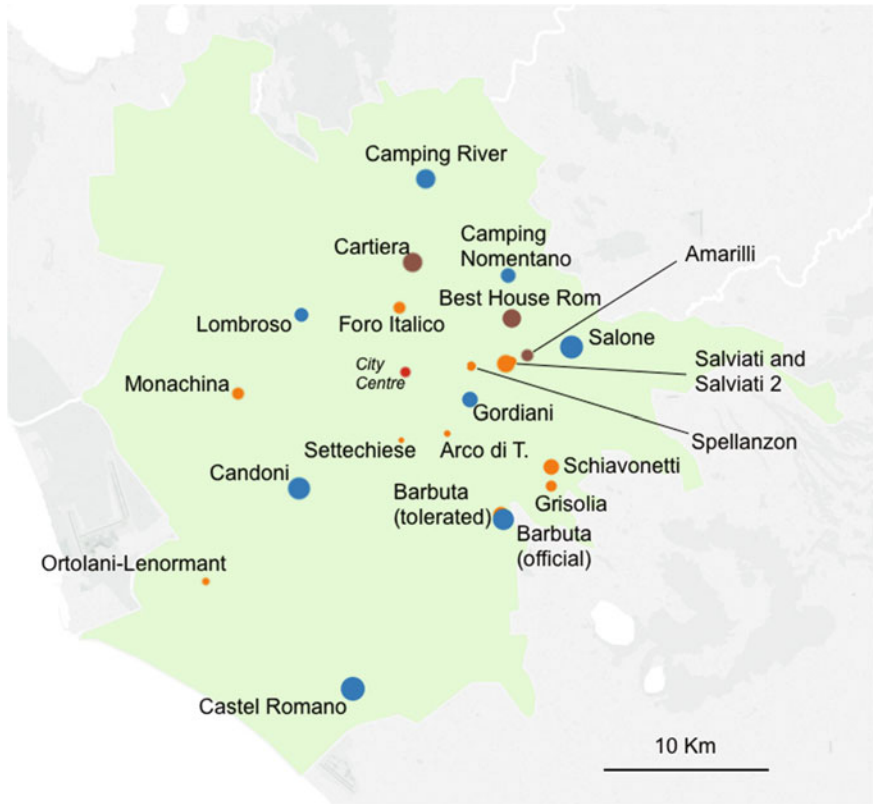 Camping River
Cartiera
Camping
Nomentano
Amarilli
Best House Rom
Lombroso
Foro Italico
Salone
City
Centre
Salviati and
Salviati 2
Monachina
Gordiani
Spellanzon
Settechiese
Arco di T.
Schiavonetti
Candoni
Barbuta
(tolerated)
Grisolia
Barbuta
(official)
Ortolani-Lenormant
Castel Romano
10 Km